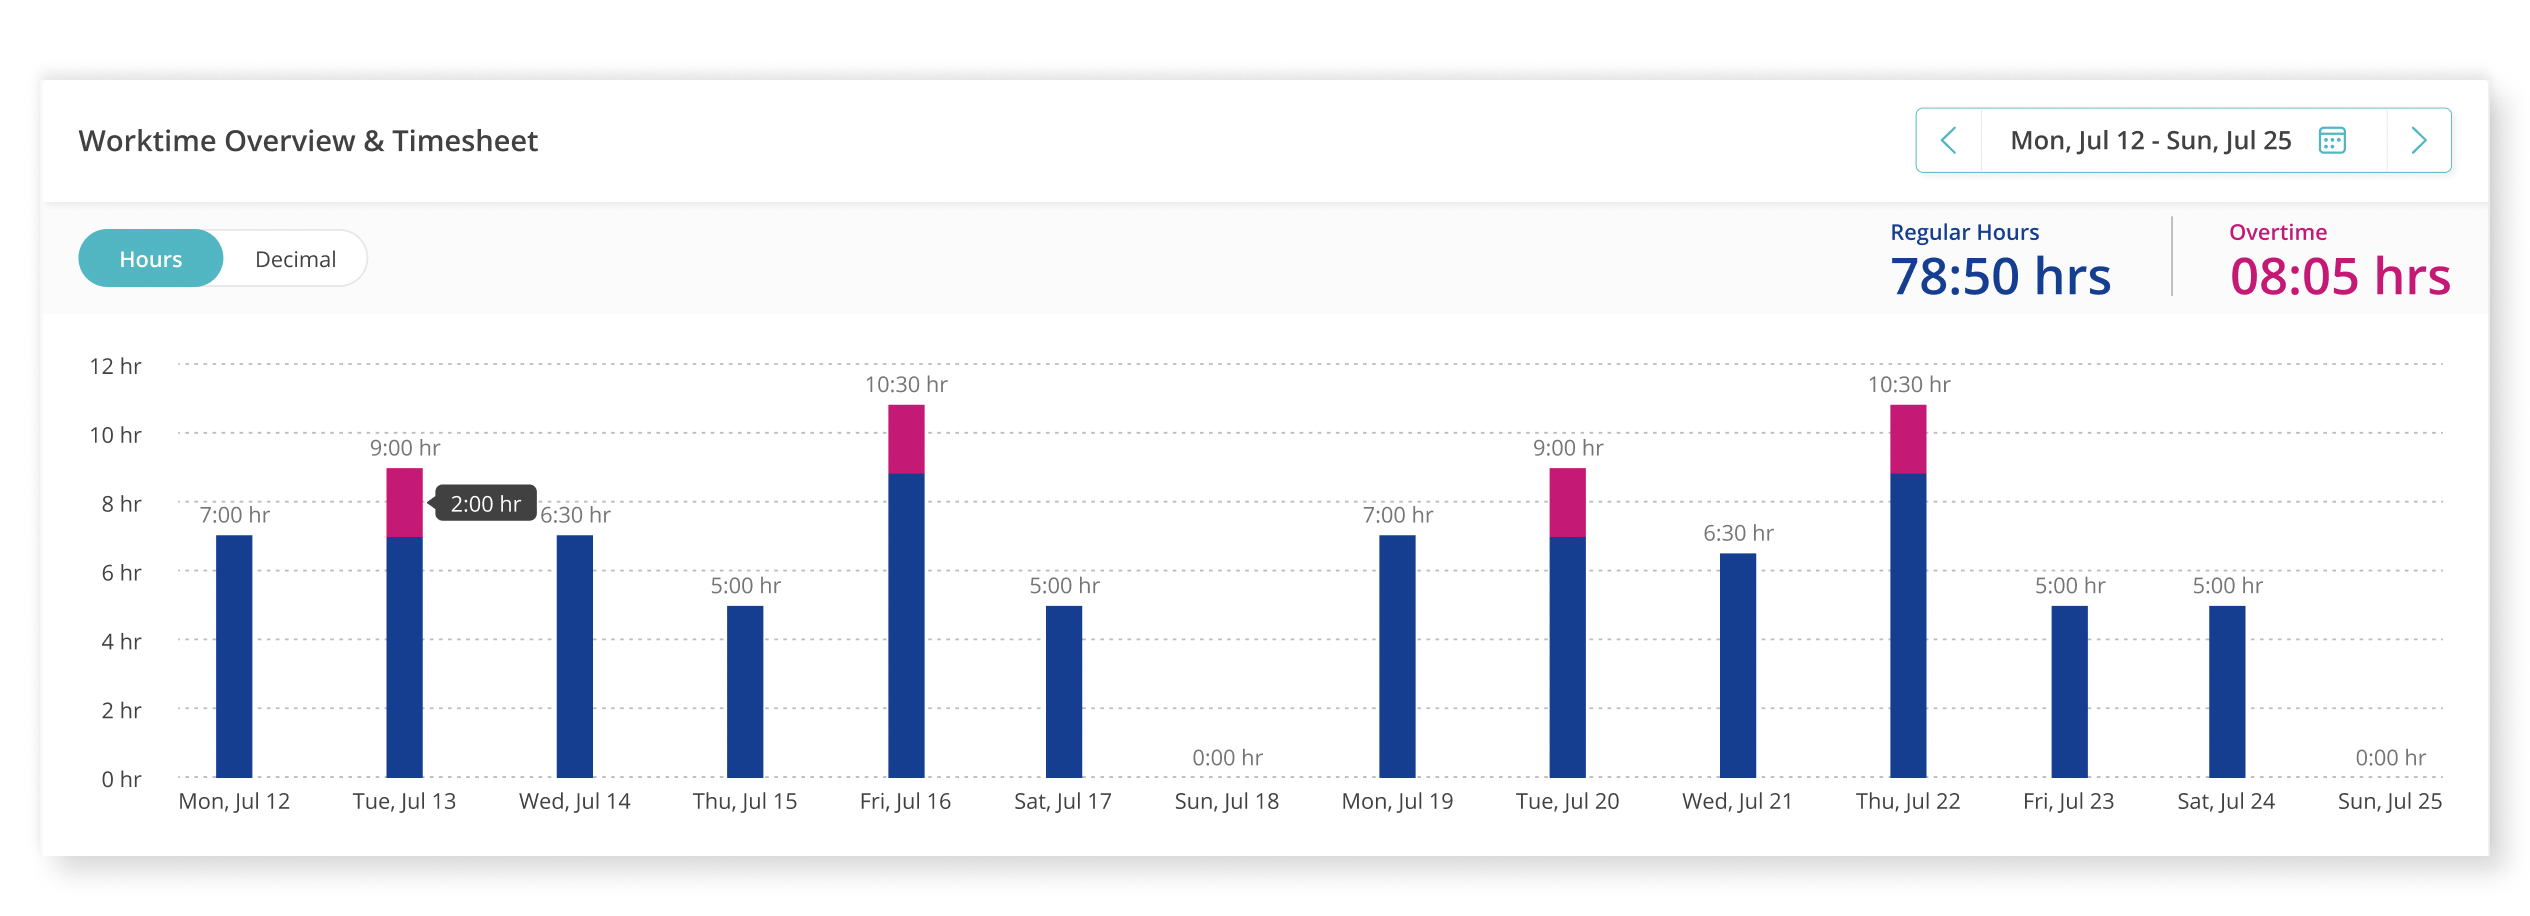 Worktime Overview & Timesheet
Mon, Jul 12 - Sun, Jul 25
Hours
Decimal
Regular Hours
78:50 hrs
Overtime
08:05 hrs
12 hr
10 hr
8 hr
6 hr
4 hr
2 hr
0 hr
7:00 hr
9:00 hr
2:00 hr
6:30 hr
5:00 hr
10:30 hr
5:00 hr
0:00 hr
7:00 hr
9:00 hr
6:30 hr
10:30 hr
5:00 hr
5:00 hr
0:00 hr
Mon, Jul 12
Tue, Jul 13
Wed, Jul 14
Thu, Jul 15
Fri, Jul 16
Sat, Jul 17
Sun, Jul 18
Mon, Jul 19
Tue, Jul 20
Wed, Jul 21
Thu, Jul 22
Fri, Jul 23
Sat, Jul 24
Sun, Jul 25